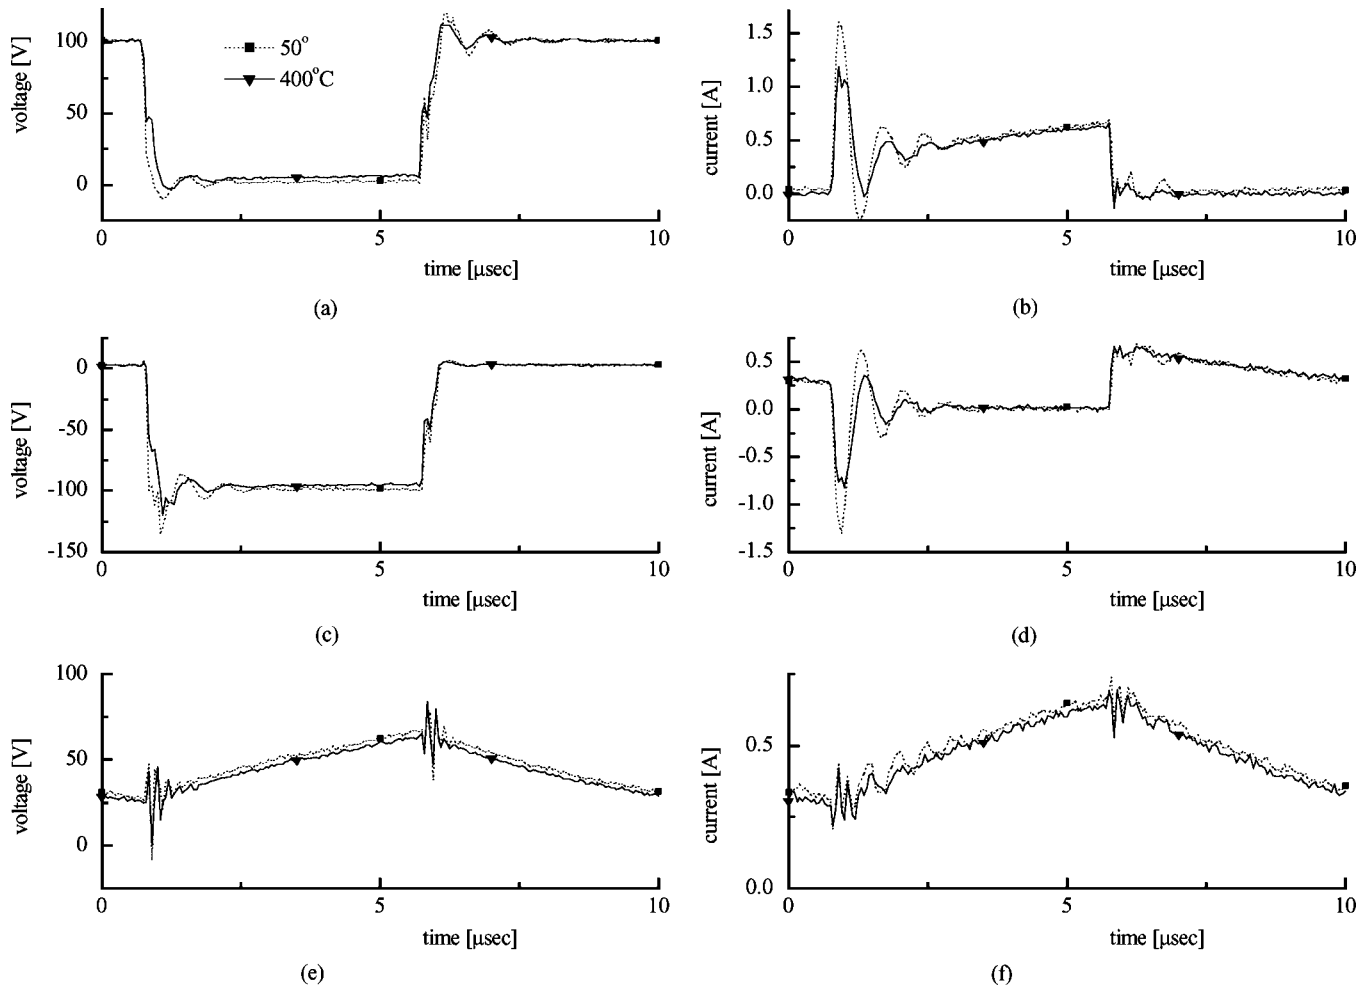 voltage [V]
100
50
0
50°
400°C
0
5
10
time [μsec]
(a)
current [A]
1.5
1.0
0.5
0.0
0
5
10
time [μsec]
(b)
voltage [V]
0
-50
-100
-150
0
5
10
time [μsec]
(c)
current [A]
0.5
0.0
-0.5
-1.0
-1.5
0
5
10
time [μsec]
(d)
voltage [V]
100
50
0
0
5
10
time [μsec]
(e)
current [A]
0.5
0.0
0
5
10
time [μsec]
(f)